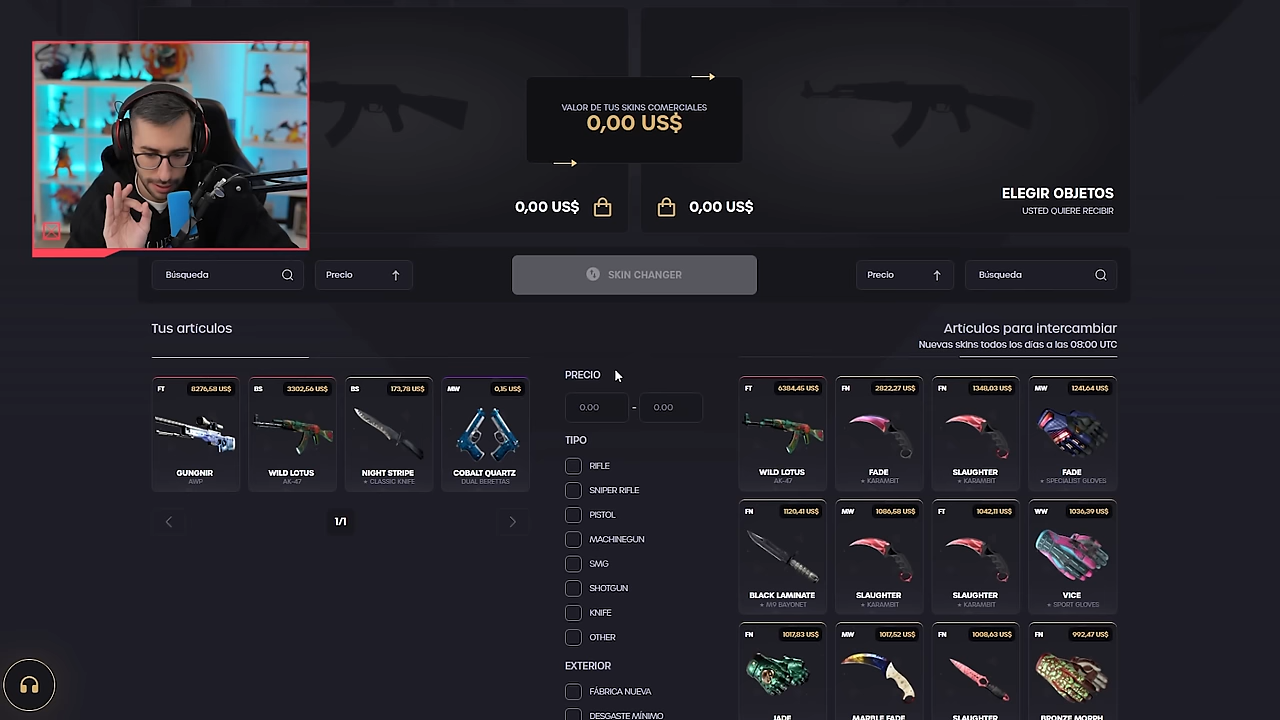 VALOR DE TUS SKINS COMERCIALES
0,00 US$
0,00 US$
0,00 US$
ELEGIR OBJETOS
USTED QUIERE RECIBIR
Búsqueda
Precio
SKIN CHANGER
Precio
Búsqueda
Tus artículos
Artículos para intercambiar
Nuevas skins todos los días a las 08:00 UTC
FT 8276,58 US$
GUNGNIR
AWP
BS 3302,56 US$
WILD LOTUS
AK-47
BS 173,78 US$
NIGHT STRIPE
★ CLASSIC KNIFE
MW 0,15 US$
COBALT QUARTZ
DUAL BERETTAS
1/1
PRECIO
0.00 - 0.00
TIPO
RIFLE
SNIPER RIFLE
PISTOL
MACHINEGUN
SMG
SHOTGUN
KNIFE
OTHER
EXTERIOR
FÁBRICA NUEVA
DESGASTE MÍNIMO
FT 6384,45 US$
WILD LOTUS
AK-47
FN 2822,27 US$
FADE
★ KARAMBIT
FN 1348,03 US$
SLAUGHTER
★ KARAMBIT
MW 1241,64 US$
FADE
★ SPECIALIST GLOVES
FN 1120,41 US$
BLACK LAMINATE
★ M9 BAYONET
MW 1086,58 US$
SLAUGHTER
★ KARAMBIT
FT 1042,11 US$
SLAUGHTER
★ KARAMBIT
WW 1036,39 US$
VICE
★ SPORT GLOVES
FN 1017,83 US$
JADE
MW 1017,52 US$
MARBLE FADE
FN 1008,63 US$
SLAUGHTER
FN 992,47 US$
BRONZE MORPH